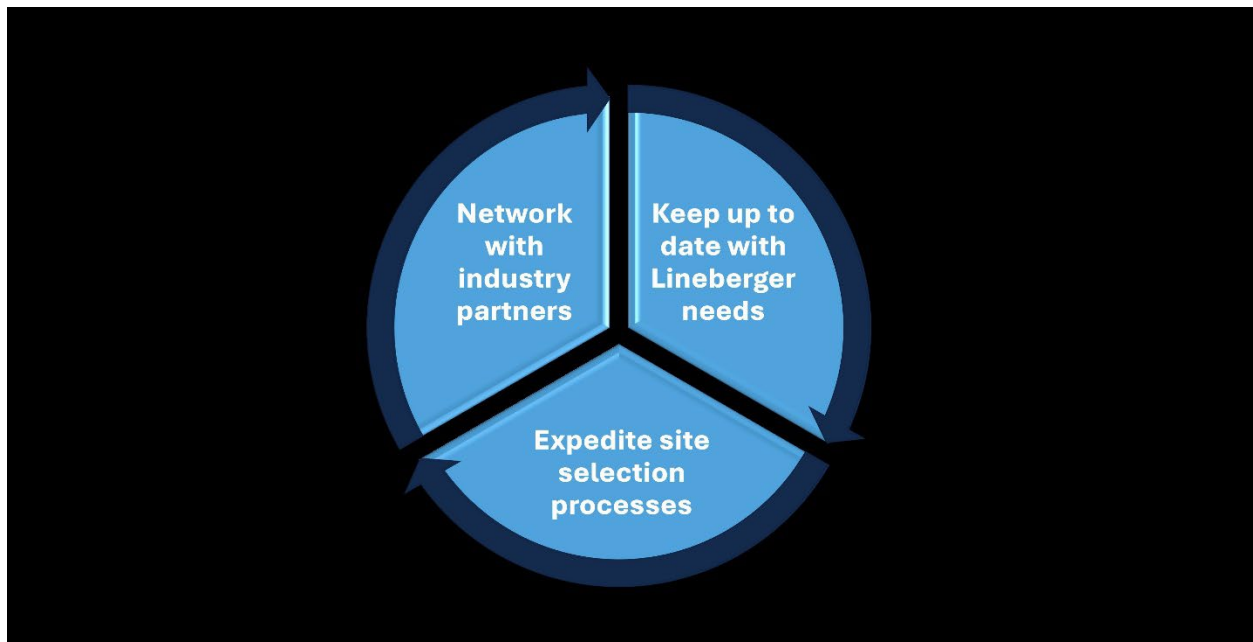 Network
with
industry
partners
Keep up to
date with
Lineberger
needs
Expedite site
selection
processes